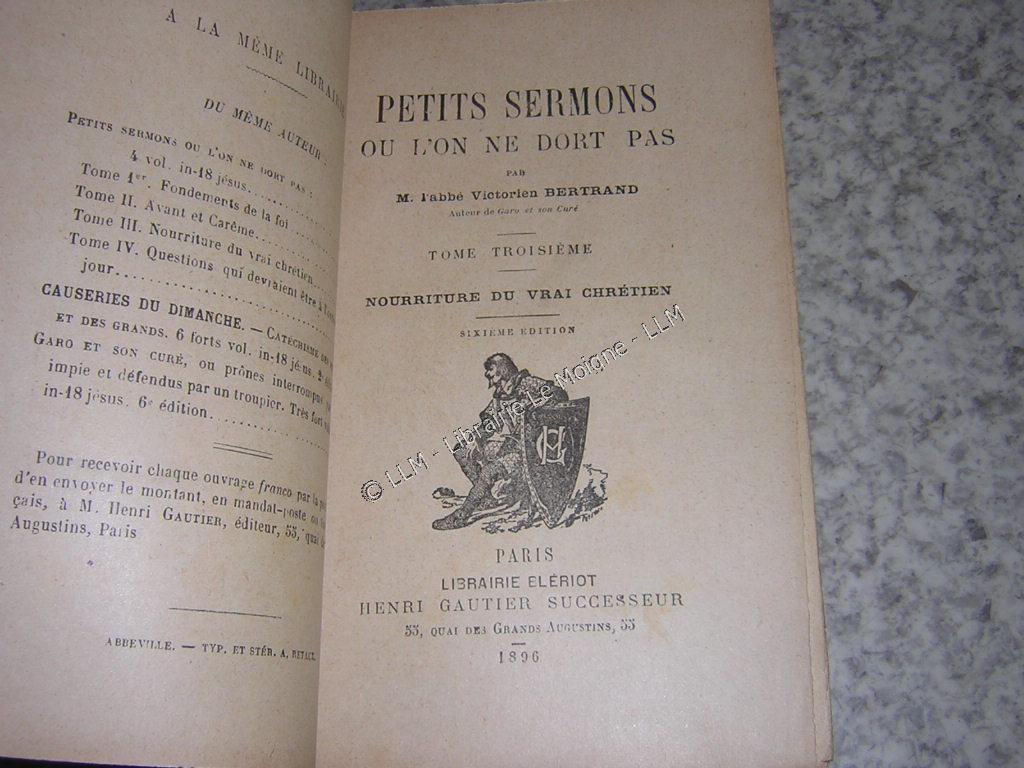 A LA MÊME LIBRAIRIE
DU MÊME AUTEUR :
PETITS SERMONS OU L'ON NE DORT PAS :
4 vol. in-18 jésus
Tome 1er. Fondements de la foi
Tome II. Avant et Carême
Tome III. Nourriture du vrai chrétien
Tome IV. Questions qui devraient être à
jour
CAUSERIES DU DIMANCHE. — CATÉCHISME
ET DES GRANDS. 6 forts vol. in-18 jésus.
GARO ET SON CURÉ, OU prônes interrompus
impie et défendus par un troupier. Très fort
in-18 jésus. 6e édition
Pour recevoir chaque ouvrage franco par la
d'en envoyer le montant, en mandat-poste ou
çais, à M. Henri GAUTIER, éditeur, 55, quai
Augustins, Paris
ABBEVILLE. — TYP. ET STÉR. A. RETAUX.
PETITS SERMONS
OU L'ON NE DORT PAS
PAR
M. l'abbé Victorien BERTRAND
Auteur de Garo et son Curé
TOME TROISIÈME
NOURRITURE DU VRAI CHRÉTIEN
SIXIÈME ÉDITION
© LLM - Librairie Le Moigne - LLM
PARIS
LIBRAIRIE BLÉRIOT
HENRI GAUTIER SUCCESSEUR
55, QUAI DES GRANDS AUGUSTINS, 55
1896